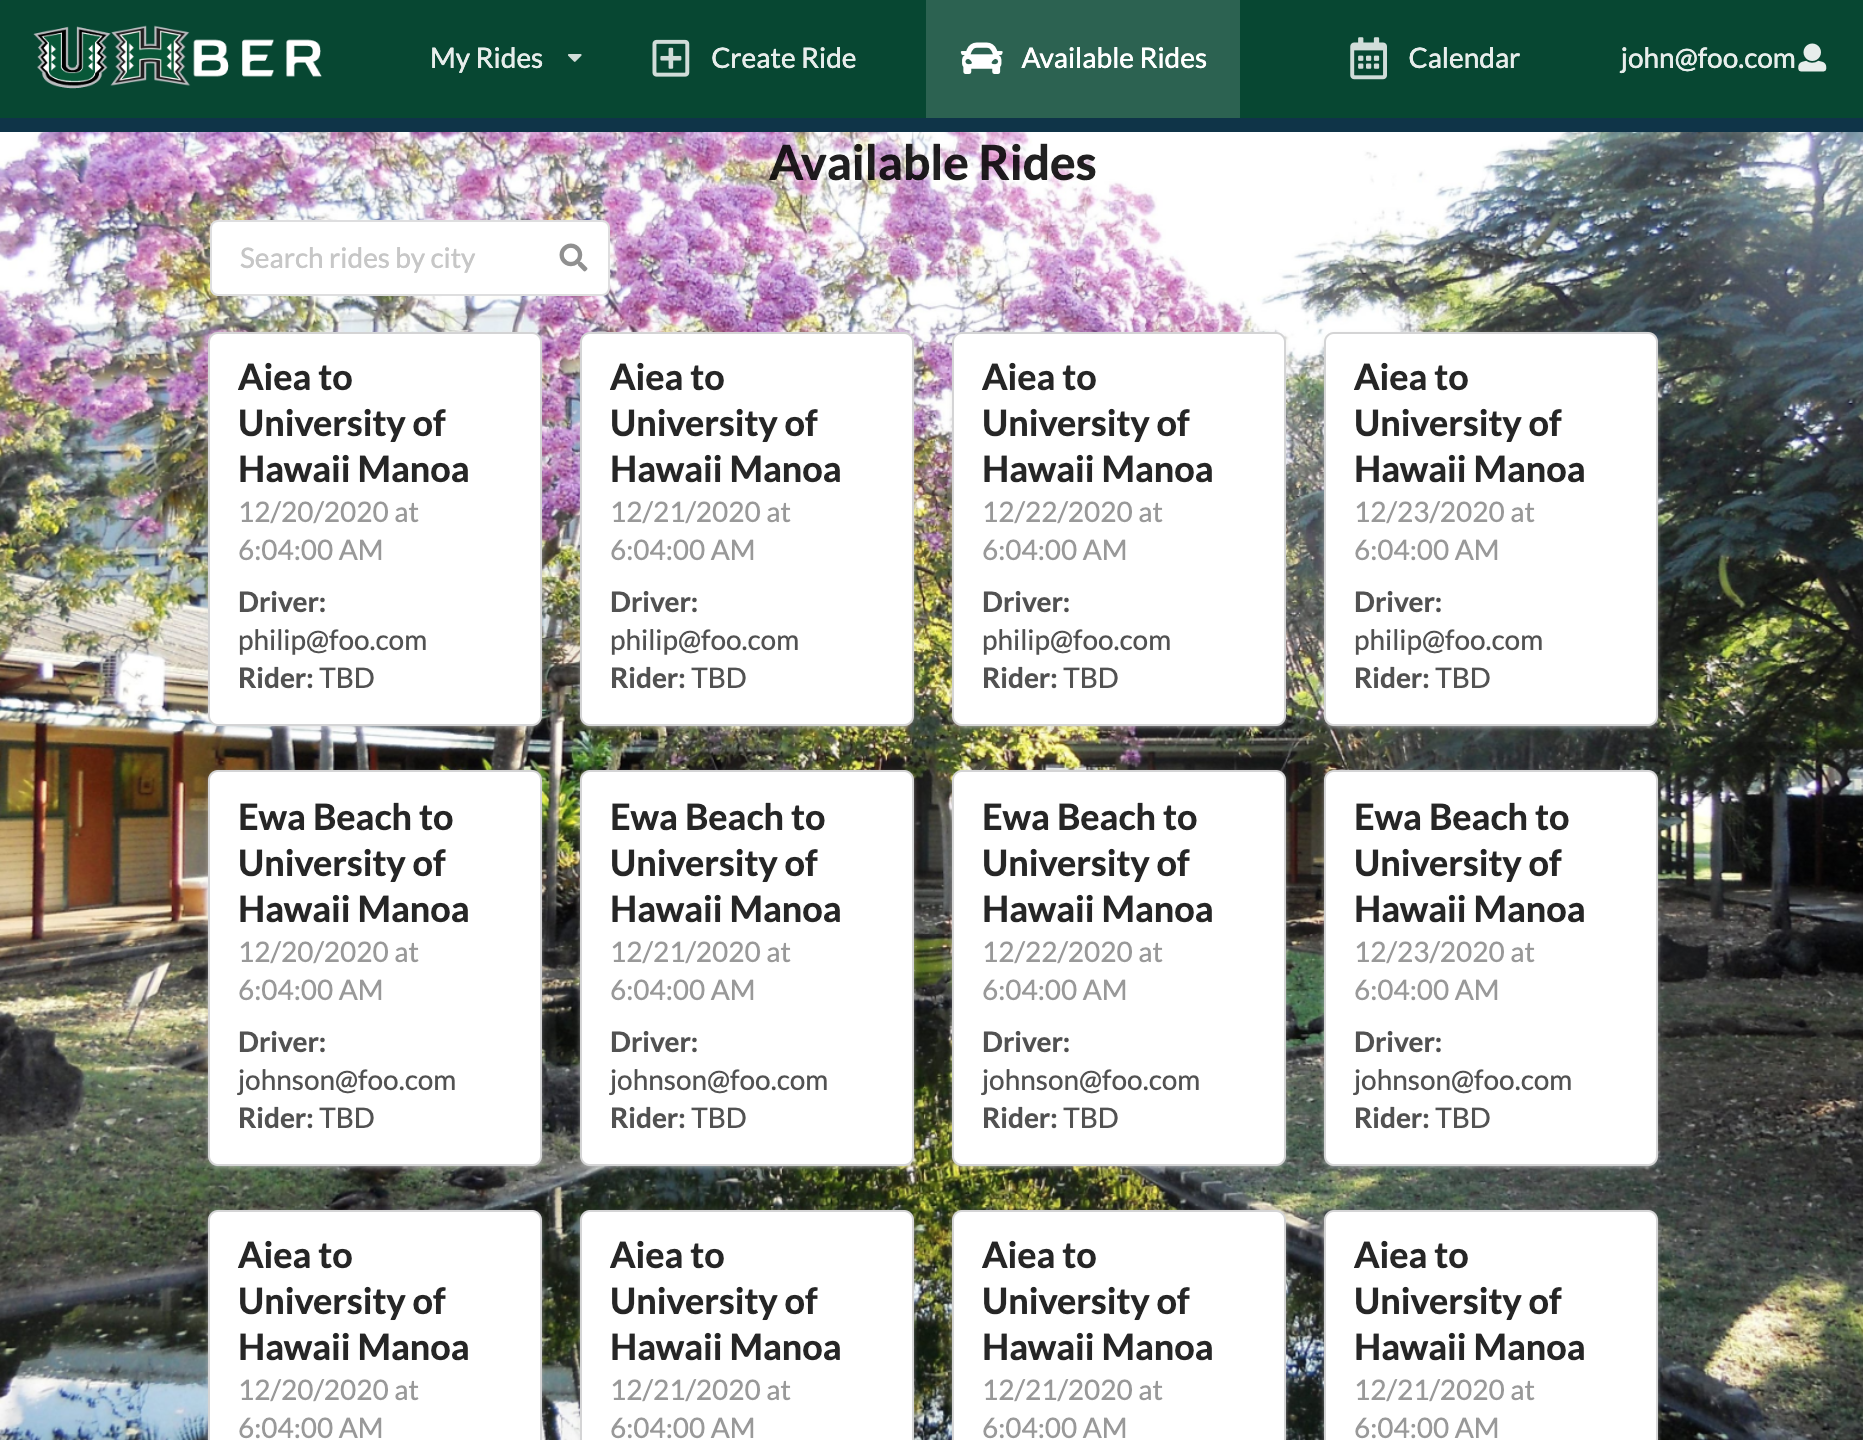 UHBER My Rides Create Ride Available Rides Calendar john@foo.com
Available Rides
Search rides by city
Aiea to
University of
Hawaii Manoa
12/20/2020 at
6:04:00 AM
Driver:
philip@foo.com
Rider: TBD
Aiea to
University of
Hawaii Manoa
12/21/2020 at
6:04:00 AM
Driver:
philip@foo.com
Rider: TBD
Aiea to
University of
Hawaii Manoa
12/22/2020 at
6:04:00 AM
Driver:
philip@foo.com
Rider: TBD
Aiea to
University of
Hawaii Manoa
12/23/2020 at
6:04:00 AM
Driver:
philip@foo.com
Rider: TBD
Ewa Beach to
University of
Hawaii Manoa
12/20/2020 at
6:04:00 AM
Driver:
johnson@foo.com
Rider: TBD
Ewa Beach to
University of
Hawaii Manoa
12/21/2020 at
6:04:00 AM
Driver:
johnson@foo.com
Rider: TBD
Ewa Beach to
University of
Hawaii Manoa
12/22/2020 at
6:04:00 AM
Driver:
johnson@foo.com
Rider: TBD
Ewa Beach to
University of
Hawaii Manoa
12/23/2020 at
6:04:00 AM
Driver:
johnson@foo.com
Rider: TBD
Aiea to
University of
Hawaii Manoa
12/20/2020 at
6:04:00 AM
Aiea to
University of
Hawaii Manoa
12/21/2020 at
6:04:00 AM
Aiea to
University of
Hawaii Manoa
12/21/2020 at
6:04:00 AM
Aiea to
University of
Hawaii Manoa
12/21/2020 at
6:04:00 AM